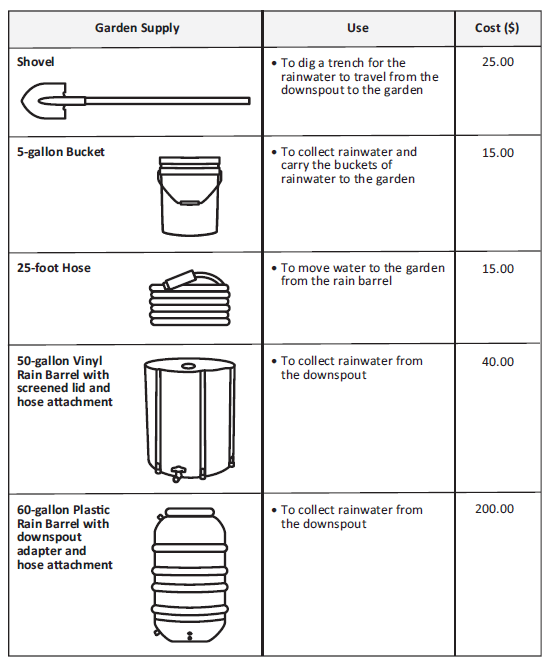 Garden Supply
Use
Cost ($)
Shovel
• To dig a trench for the
rainwater to travel from the
downspout to the garden
25.00
5-gallon Bucket
• To collect rainwater and
carry the buckets of
rainwater to the garden
15.00
25-foot Hose
• To move water to the garden
from the rain barrel
15.00
50-gallon Vinyl
Rain Barrel with
screened lid and
hose attachment
• To collect rainwater from
the downspout
40.00
60-gallon Plastic
Rain Barrel with
downspout
adapter and
hose attachment
• To collect rainwater from
the downspout
200.00